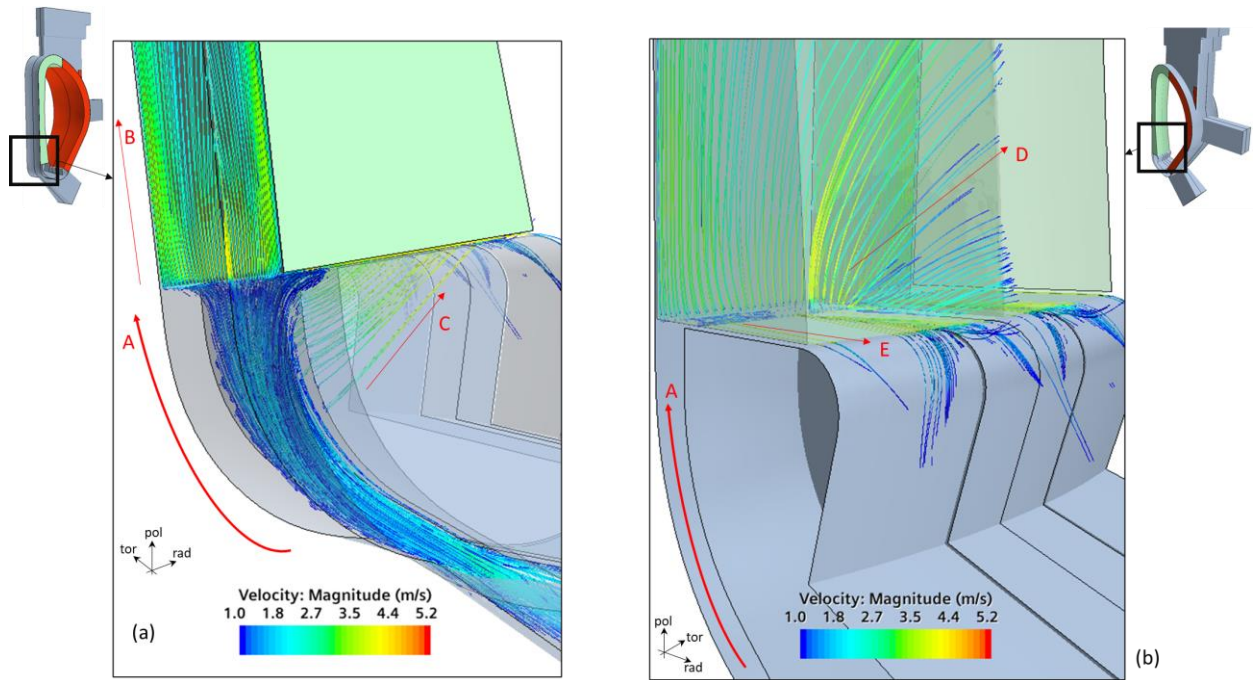 B
A
C
pol
tor
rad
Velocity: Magnitude (m/s)
1.0 1.8 2.7 3.5 4.4 5.2
(a)
D
E
A
pol
tor
rad
Velocity: Magnitude (m/s)
1.0 1.8 2.7 3.5 4.4 5.2
(b)